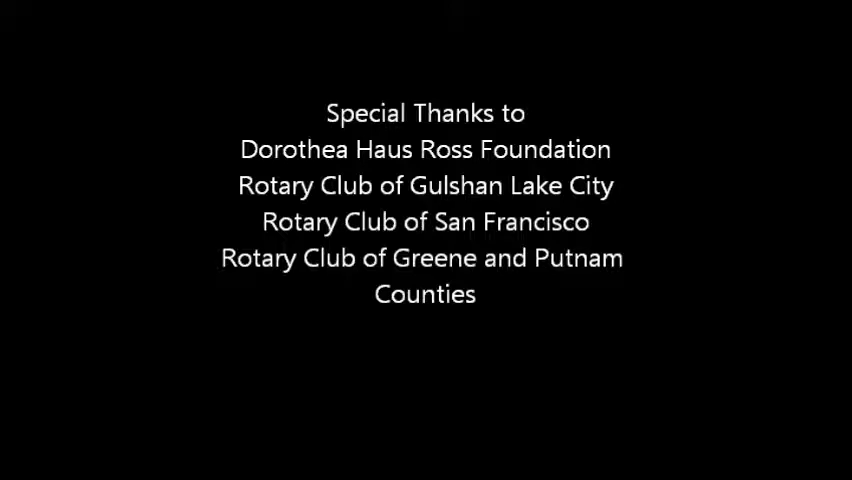 Special Thanks to
Dorothea Haus Ross Foundation
Rotary Club of Gulshan Lake City
Rotary Club of San Francisco
Rotary Club of Greene and Putnam
Counties